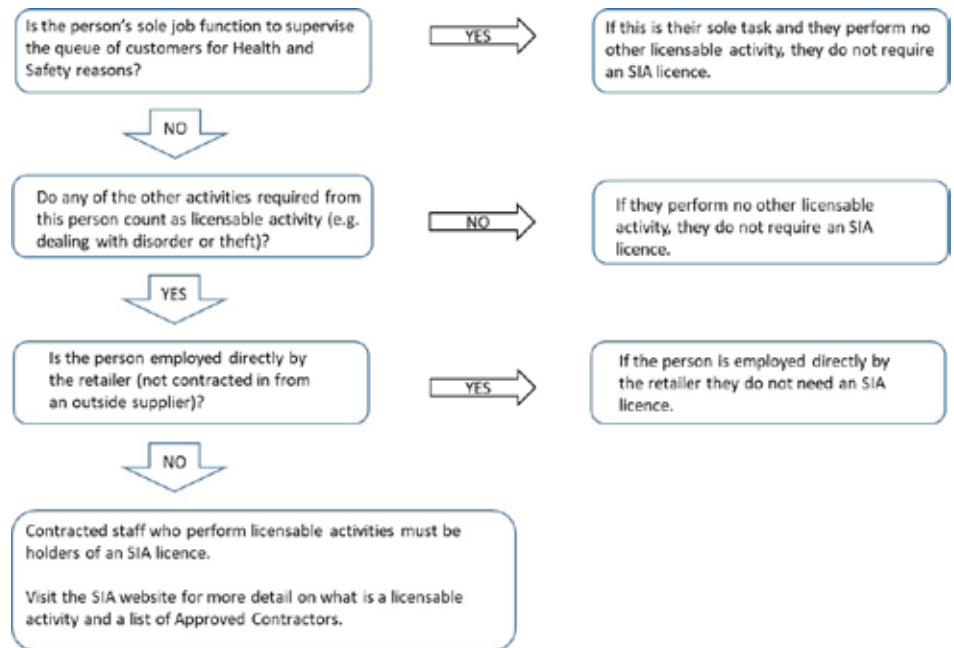 Is the person's sole job function to supervise
the queue of customers for Health and
Safety reasons?
YES
If this is their sole task and they perform no
other licensable activity, they do not require
an SIA licence.
NO
Do any of the other activities required from
this person count as licensable activity (e.g.
dealing with disorder or theft)?
NO
If they perform no other licensable
activity, they do not require an SIA
licence.
YES
Is the person employed directly by
the retailer (not contracted in from
an outside supplier)?
YES
If the person is employed directly by
the retailer they do not need an SIA
licence.
NO
Contracted staff who perform licensable activities must be
holders of an SIA licence.
Visit the SIA website for more detail on what is a licensable
activity and a list of Approved Contractors.